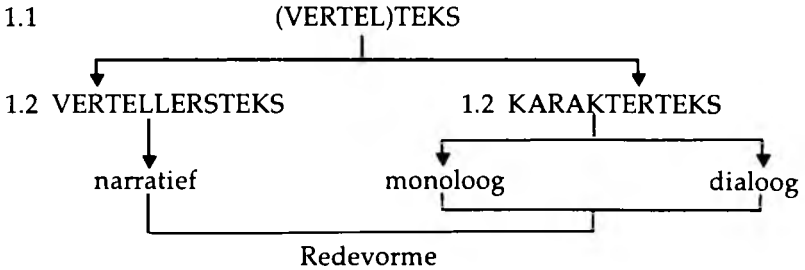 1.1 (VERTEL)TEKS
1.2 VERTELLERSTEKS 1.2 KARAKTERTEKS
narratief monoloog dialoog
Redevorme